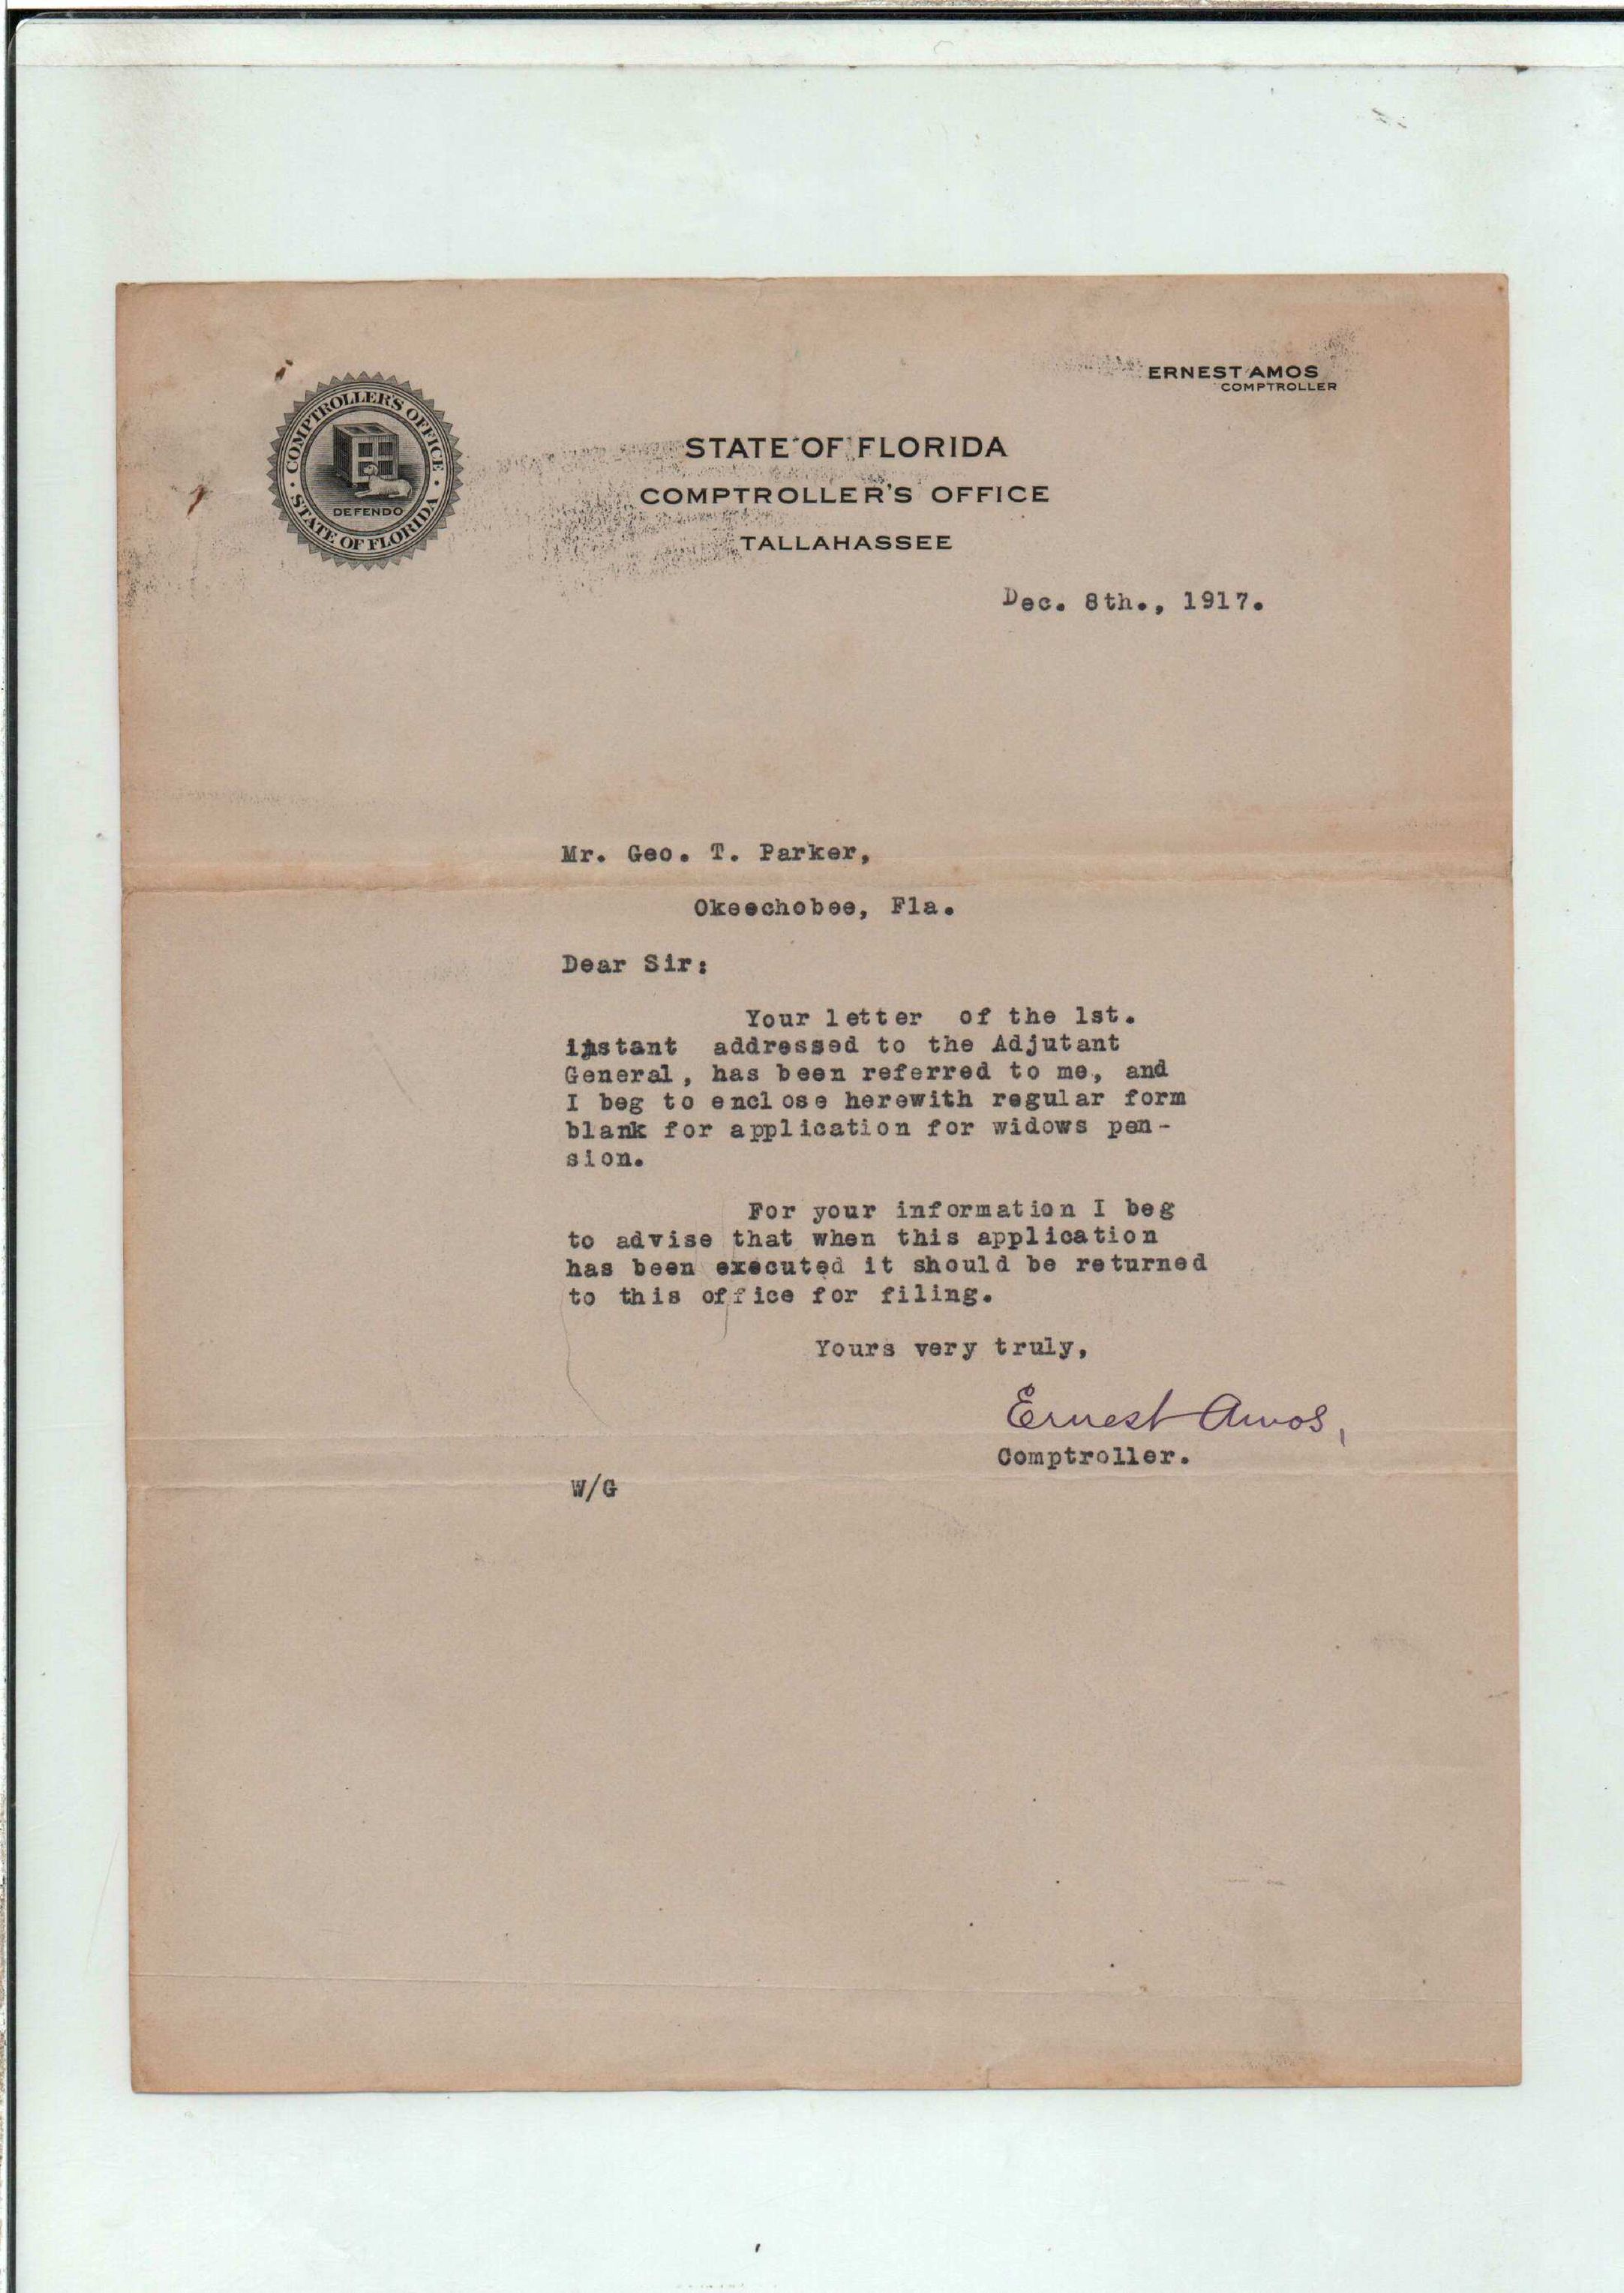 ERNEST AMOS
COMPTROLLER
COMPTROLLER'S OFFICE
DEFENDO
STATE OF FLORIDA
STATE OF FLORIDA
COMPTROLLER'S OFFICE
TALLAHASSEE
Dec. 8th., 1917.
Mr. Geo. T. Parker,
Okeechobee, Fla.
Dear Sir:
Your letter of the 1st.
instant addressed to the Adjutant
General, has been referred to me, and
I beg to enclose herewith regular form
blank for application for widows pen-
sion.
For your information I beg
to advise that when this application
has been executed it should be returned
to this office for filing.
Yours very truly,
Ernest Amos,
Comptroller.
W/G